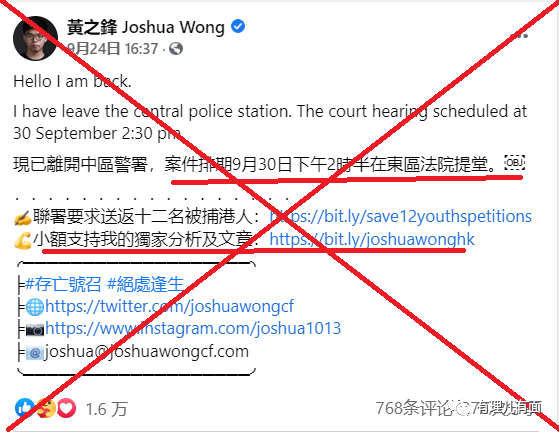 黃之鋒 Joshua Wong
9月24日 16:37
Hello I am back.
I have leave the central police station. The court hearing scheduled at
30 September 2:30 pm
現已離開中區警署，案件排期9月30日下午2時半在東區法院提堂。
. . . . . . . . . . . . . . . . . . . . . . . .
聯署要求送返十二名被捕港人：https://bit.ly/save12youthspetitions
小額支持我的獨家分析及文章：https://bit.ly/joshuawonghk
#存亡號召 #絕處逢生
https://twitter.com/joshuawongcf
https://www.instagram.com/joshua1013
joshua@joshuawongcf.com
1.6 万
768条评论
有理儿有面